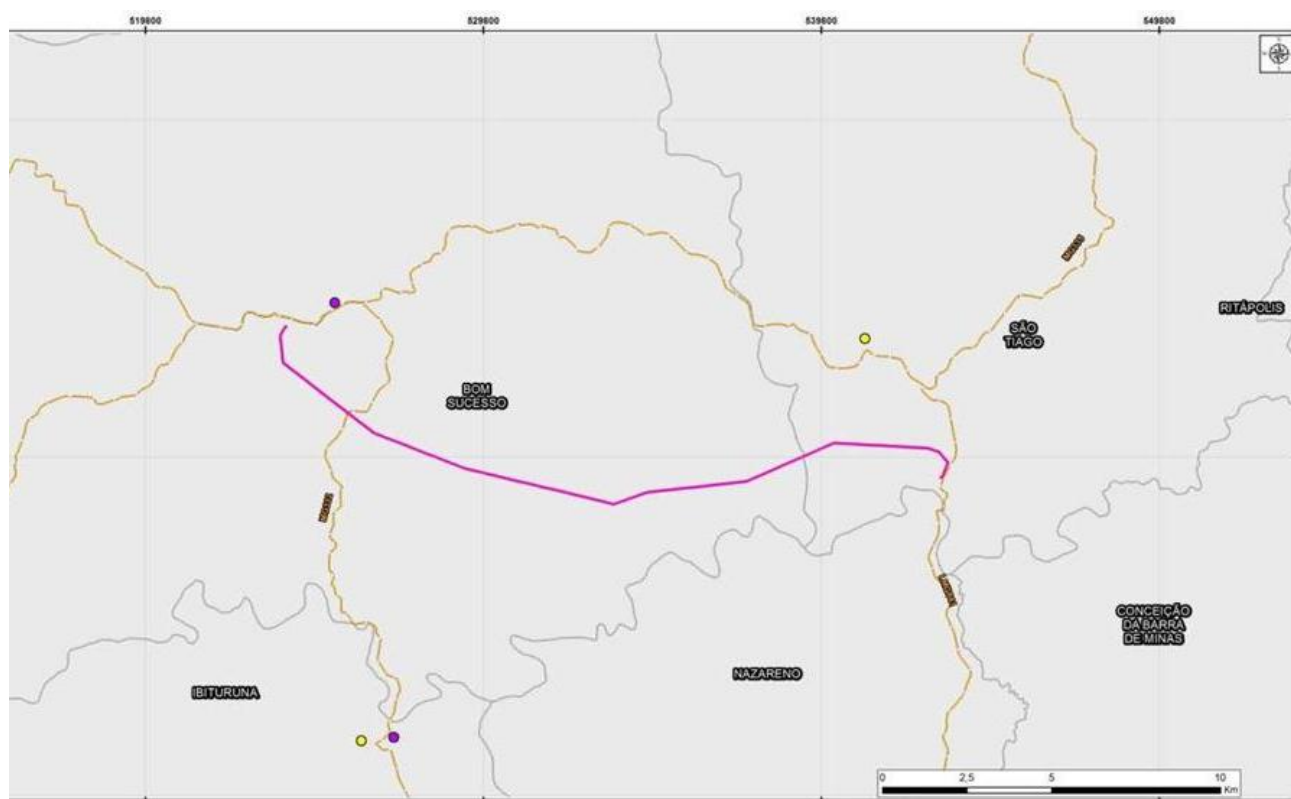 519800 529800 539800 549800
RITÁPOLIS
SÃO
TIAGO
BOM
SUCESSO
CONCEIÇÃO
DA BARRA
DE MINAS
NAZARENO
IBITURUNA
0 2,5 5 10
Km